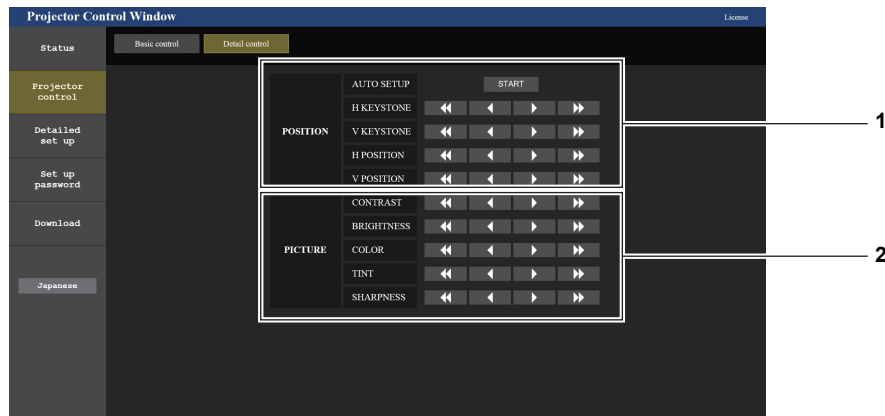 Projector Control Window
License
Status
Basic control
Detail control
Projector
control
Detailed
set up
Set up
password
Download
Japanese
POSITION
AUTO SETUP
START
H KEYSTONE
V KEYSTONE
H POSITION
V POSITION
PICTURE
CONTRAST
BRIGHTNESS
COLOR
TINT
SHARPNESS
1
2